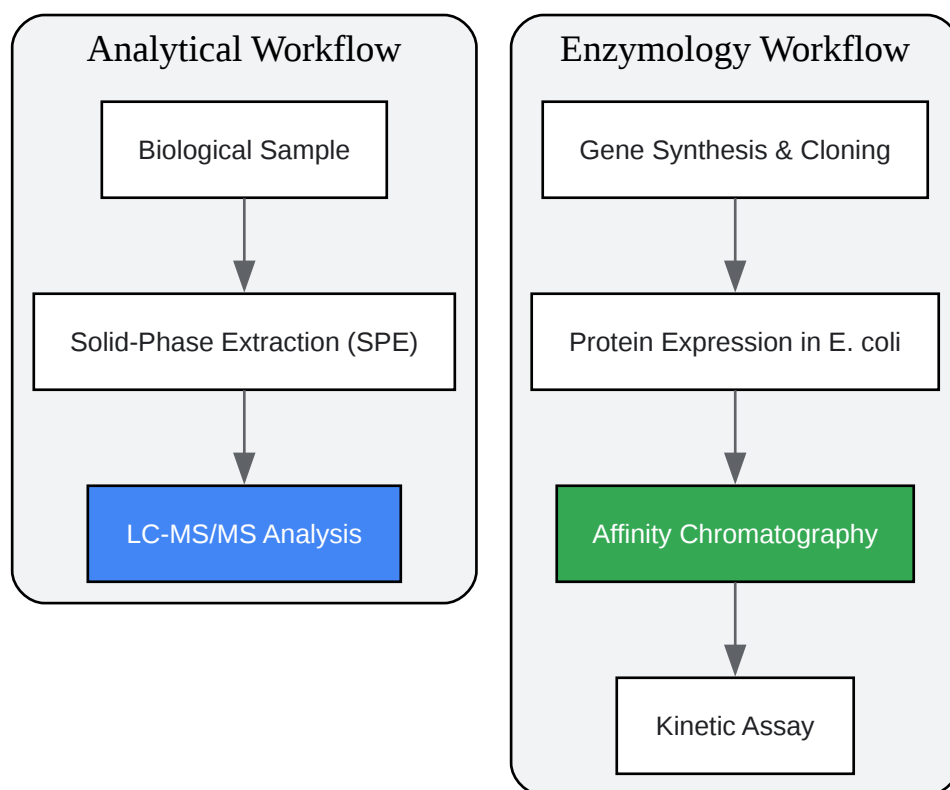 Analytical Workflow
Biological Sample
Solid-Phase Extraction (SPE)
LC-MS/MS Analysis
Enzymology Workflow
Gene Synthesis & Cloning
Protein Expression in E. coli
Affinity Chromatography
Kinetic Assay